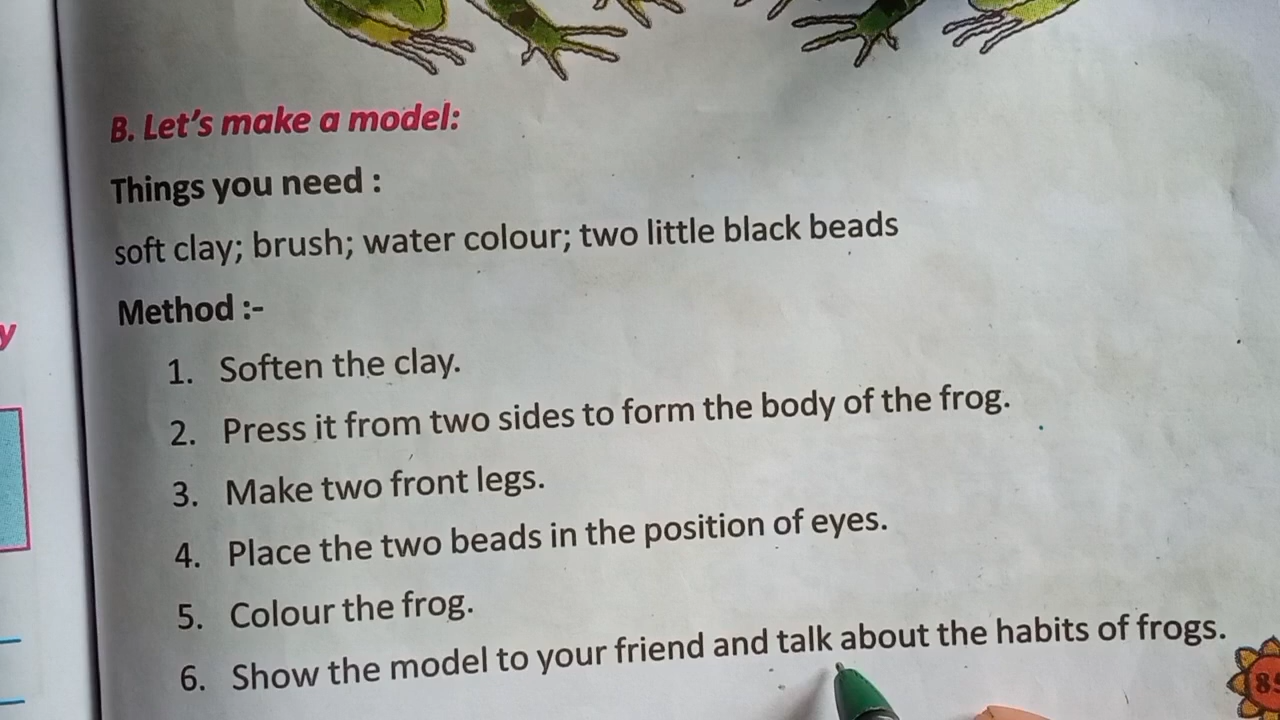 B. Let's make a model:
Things you need :
soft clay; brush; water colour; two little black beads
Method :-
1. Soften the clay.
2. Press it from two sides to form the body of the frog.
3. Make two front legs.
4. Place the two beads in the position of eyes.
5. Colour the frog.
6. Show the model to your friend and talk about the habits of frogs.
y